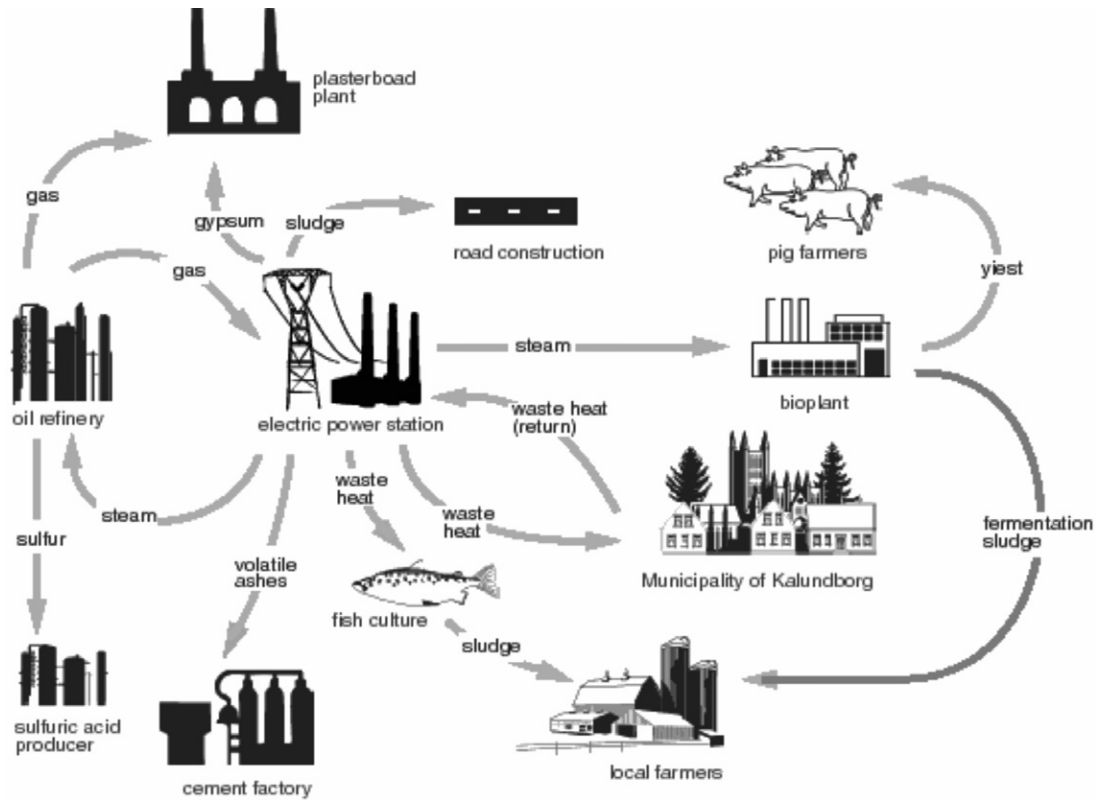 plasterboad
plant
gas
gypsum
sludge
road construction
pig farmers
gas
yiest
steam
oil refinery
electric power station
waste heat
(return)
bioplant
steam
waste
heat
waste
heat
sulfur
fermentation
sludge
volatile
ashes
Municipality of Kalundborg
fish culture
sludge
sulfuric acid
producer
cement factory
local farmers